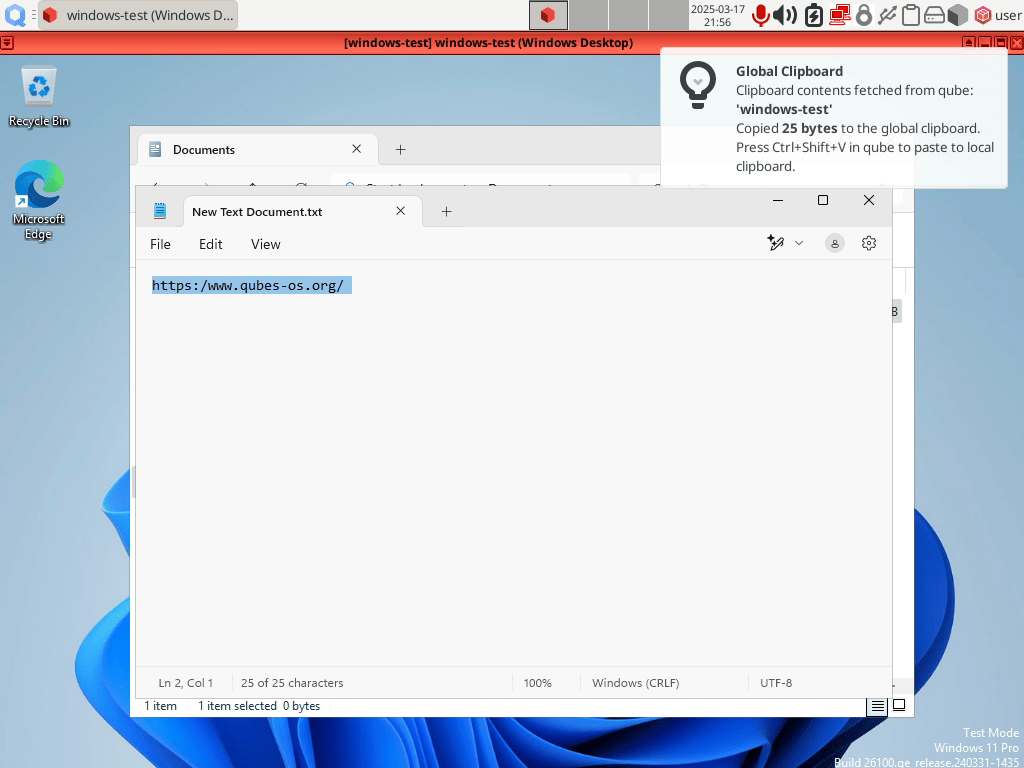 windows-test (Windows D...
2025-03-17
21:56
user
[windows-test] windows-test (Windows Desktop)
Global Clipboard
Clipboard contents fetched from qube:
'windows-test'
Copied 25 bytes to the global clipboard.
Press Ctrl+Shift+V in qube to paste to local
clipboard.
Recycle Bin
Microsoft
Edge
Documents
New Text Document.txt
File Edit View
https:/www.qubes-os.org/
Ln 2, Col 1 25 of 25 characters 100% Windows (CRLF) UTF-8
1 item 1 item selected 0 bytes
Test Mode
Windows 11 Pro
Build 26100.ge_release.240331-1435